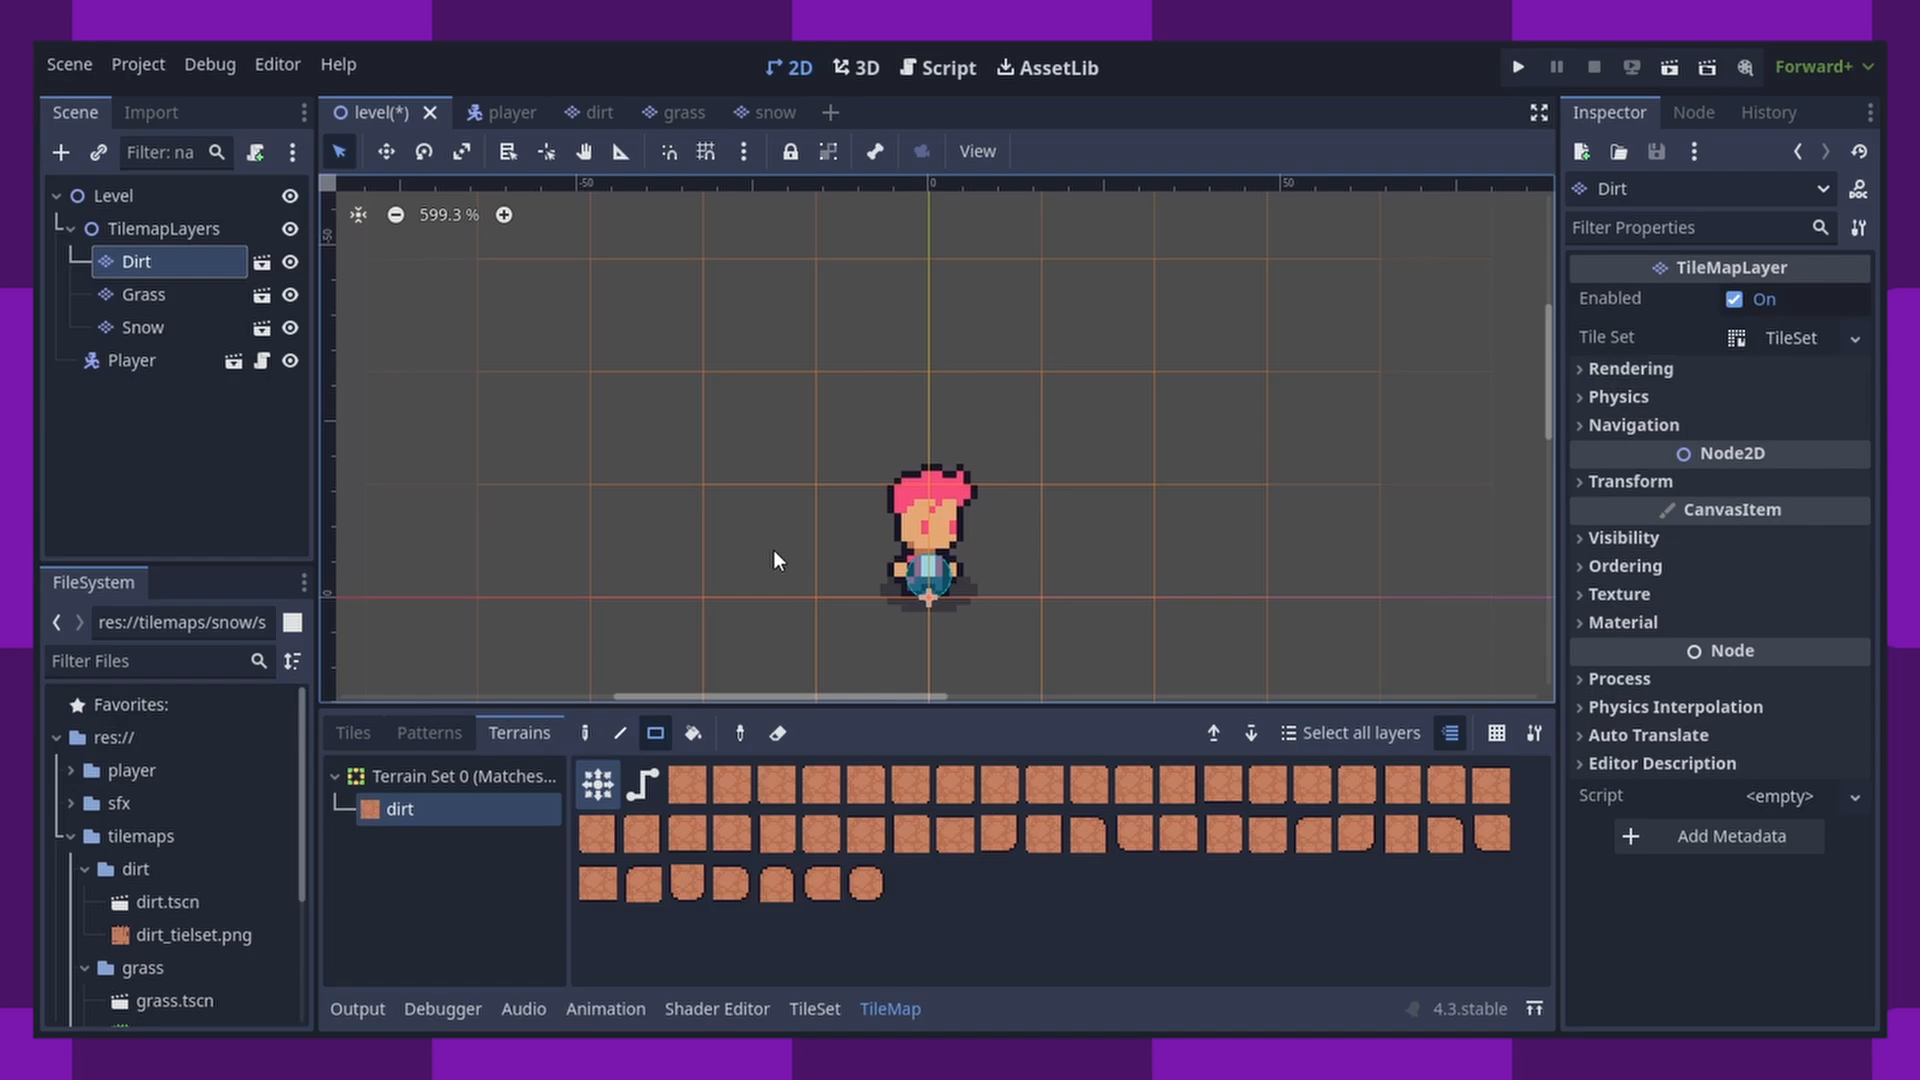 Scene Project Debug Editor Help
2D 3D Script AssetLib
Forward+
Scene Import
level(*) player dirt grass snow
Inspector Node History
Filter: na
View
Level
TilemapLayers
Dirt
Grass
Snow
Player
-50 0 50
-50
0
599.3 %
Dirt
Filter Properties
TileMapLayer
Enabled On
Tile Set TileSet
Rendering
Physics
Navigation
Node2D
Transform
CanvasItem
Visibility
Ordering
Texture
Material
Node
Process
Physics Interpolation
Auto Translate
Editor Description
Script <empty>
Add Metadata
FileSystem
res://tilemaps/snow/s
Filter Files
Favorites:
res://
player
sfx
tilemaps
dirt
dirt.tscn
dirt_tielset.png
grass
grass.tscn
Tiles Patterns Terrains
Select all layers
Terrain Set 0 (Matches...
dirt
Output Debugger Audio Animation Shader Editor TileSet TileMap
4.3.stable